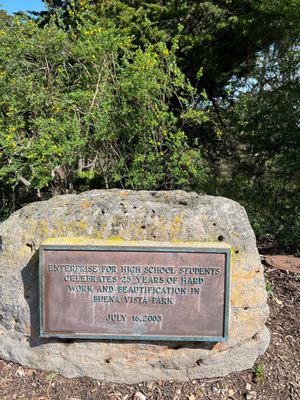 ENTERPRISE FOR HIGH SCHOOL STUDENTS
CELEBRATES 25 YEARS OF HARD
WORK AND BEAUTIFICATION IN
BUENA VISTA PARK
JULY 16, 2003